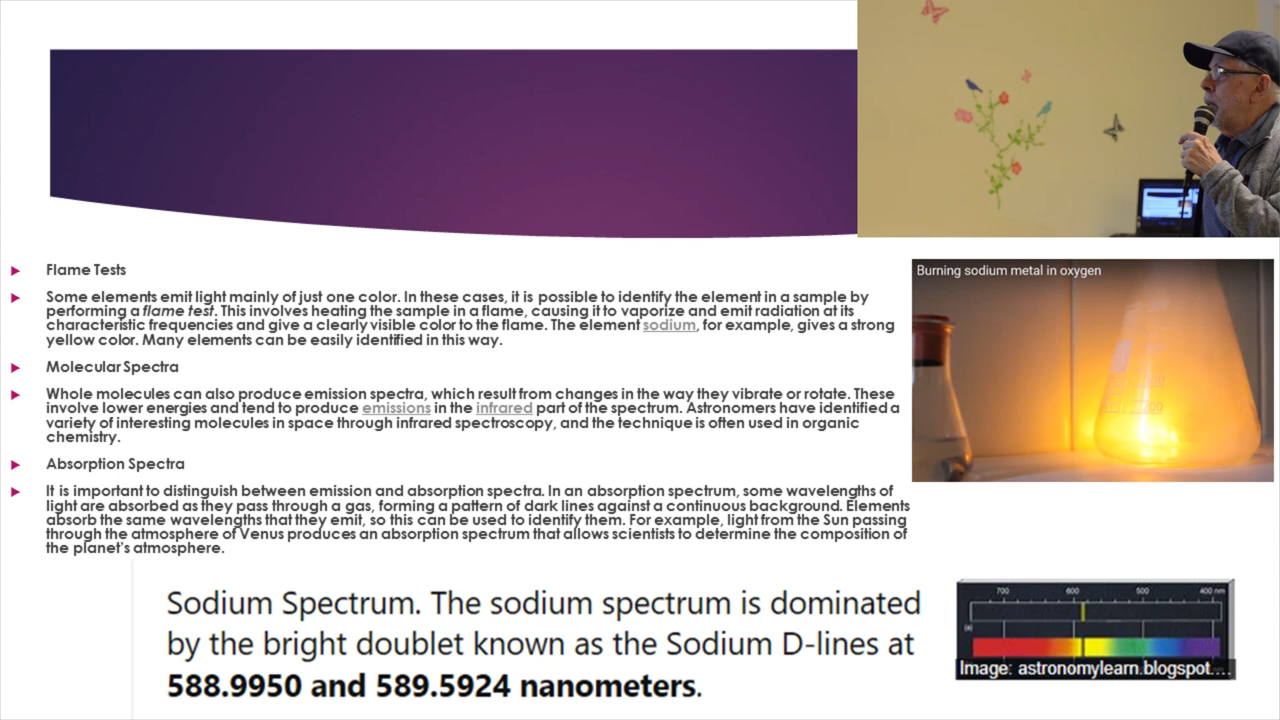 Flame Tests
Some elements emit light mainly of just one color. In these cases, it is possible to identify the element in a sample by
performing a flame test. This involves heating the sample in a flame, causing it to vaporize and emit radiation at its
characteristic frequencies and give a clearly visible color to the flame. The element sodium, for example, gives a strong
yellow color. Many elements can be easily identified in this way.
Molecular Spectra
Whole molecules can also produce emission spectra, which result from changes in the way they vibrate or rotate. These
involve lower energies and tend to produce emissions in the infrared part of the spectrum. Astronomers have identified a
variety of interesting molecules in space through infrared spectroscopy, and the technique is often used in organic
chemistry.
Absorption Spectra
It is important to distinguish between emission and absorption spectra. In an absorption spectrum, some wavelengths of
light are absorbed as they pass through a gas, forming a pattern of dark lines against a continuous background. Elements
absorb the same wavelengths that they emit, so this can be used to identify them. For example, light from the Sun passing
through the atmosphere of Venus produces an absorption spectrum that allows scientists to determine the composition of
the planet's atmosphere.
Burning sodium metal in oxygen
200
Sodium Spectrum. The sodium spectrum is dominated
by the bright doublet known as the Sodium D-lines at
588.9950 and 589.5924 nanometers.
700 600 500 400 nm
(a)
Image: astronomylearn.blogspot....